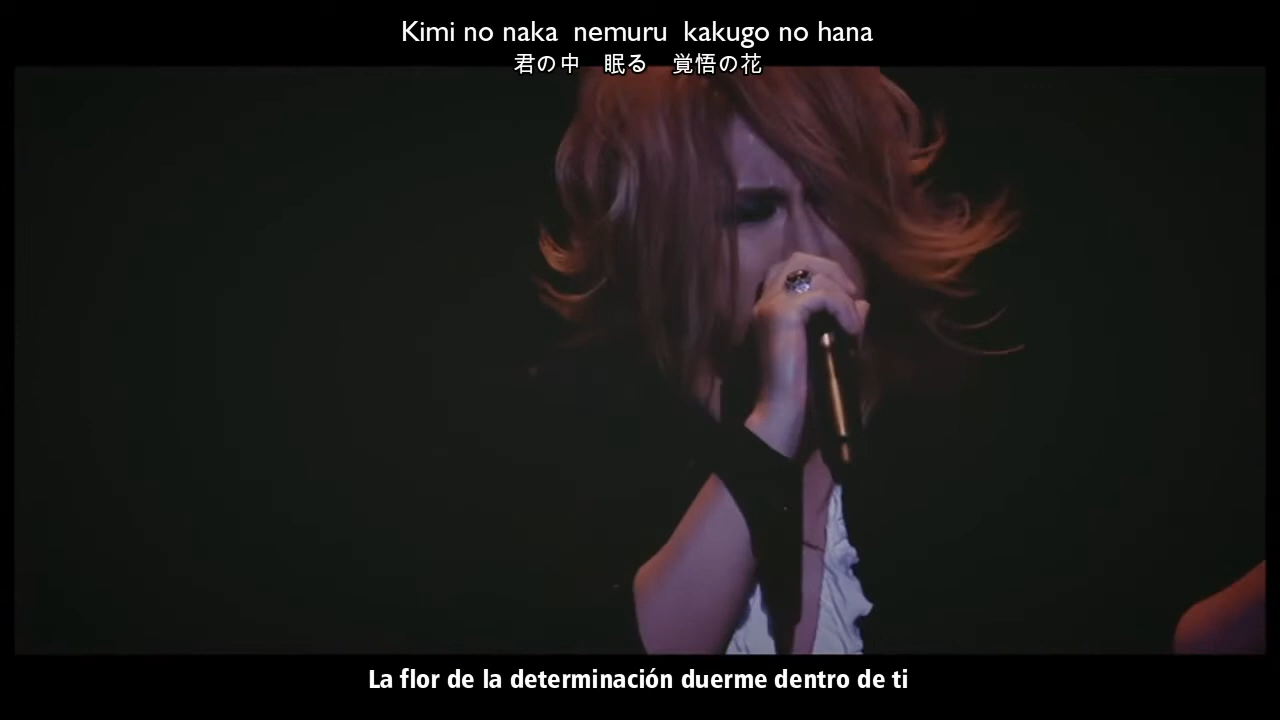 Kimi no naka  nemuru  kakugo no hana
君の中　眠る　覚悟の花
La flor de la determinación duerme dentro de ti